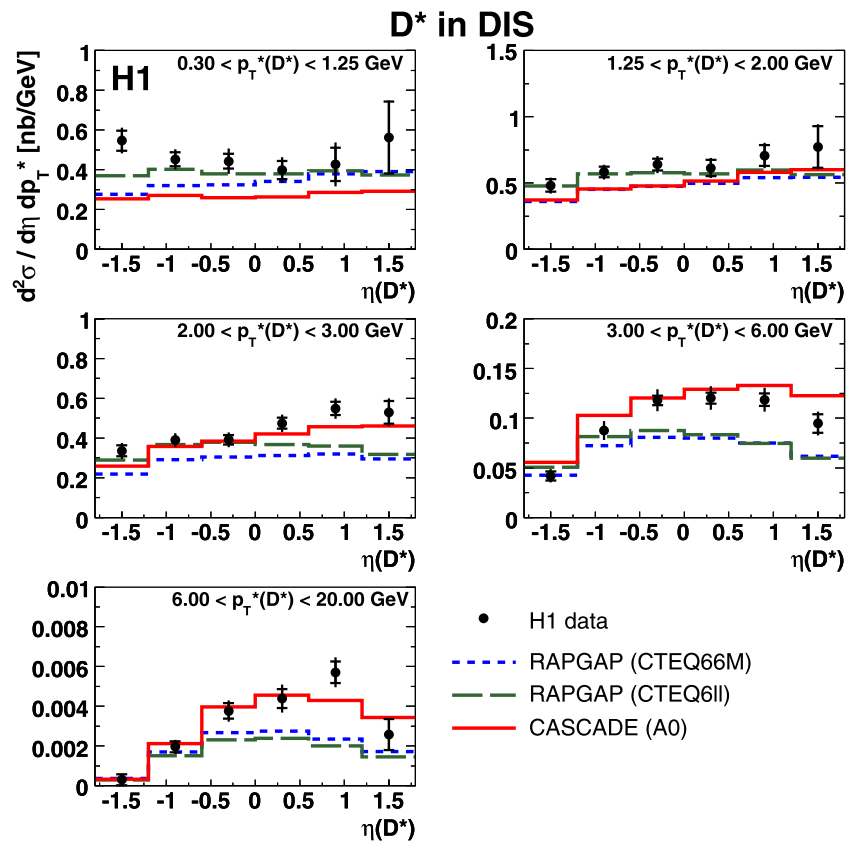 D* in DIS
d²σ / dη dp_T* [nb/GeV]
H1
0.30 < p_T*(D*) < 1.25 GeV
1
0.8
0.6
0.4
0.2
0
-1.5 -1 -0.5 0 0.5 1 1.5
η(D*)
1.25 < p_T*(D*) < 2.00 GeV
1.5
1
0.5
0
-1.5 -1 -0.5 0 0.5 1 1.5
η(D*)
2.00 < p_T*(D*) < 3.00 GeV
1
0.8
0.6
0.4
0.2
0
-1.5 -1 -0.5 0 0.5 1 1.5
η(D*)
3.00 < p_T*(D*) < 6.00 GeV
0.2
0.15
0.1
0.05
0
-1.5 -1 -0.5 0 0.5 1 1.5
η(D*)
6.00 < p_T*(D*) < 20.00 GeV
0.01
0.008
0.006
0.004
0.002
0
-1.5 -1 -0.5 0 0.5 1 1.5
η(D*)
H1 data
RAPGAP (CTEQ66M)
RAPGAP (CTEQ6ll)
CASCADE (A0)